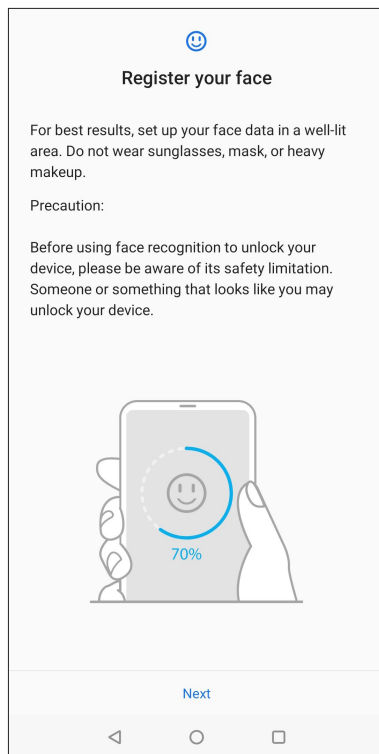 Register your face
For best results, set up your face data in a well-lit
area. Do not wear sunglasses, mask, or heavy
makeup.
Precaution:
Before using face recognition to unlock your
device, please be aware of its safety limitation.
Someone or something that looks like you may
unlock your device.
70%
Next